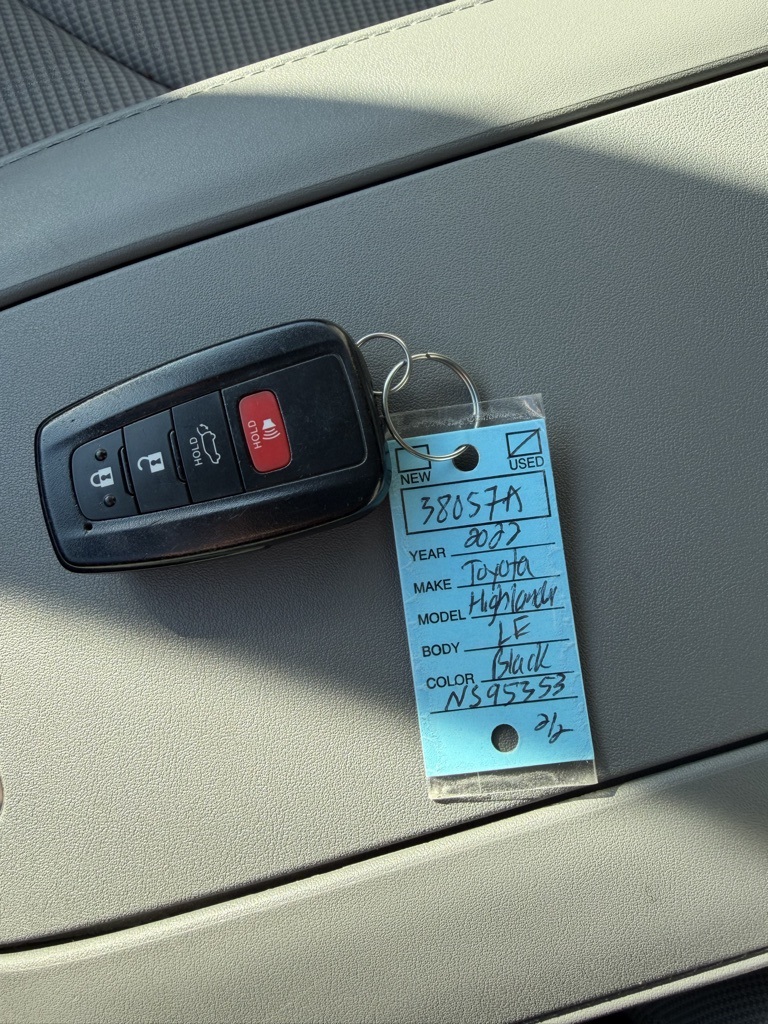 HOLD
HOLD
NEW
USED
38057A
YEAR 2022
MAKE Toyota
MODEL Highlander
BODY LE
COLOR Black
NS95353
2/2